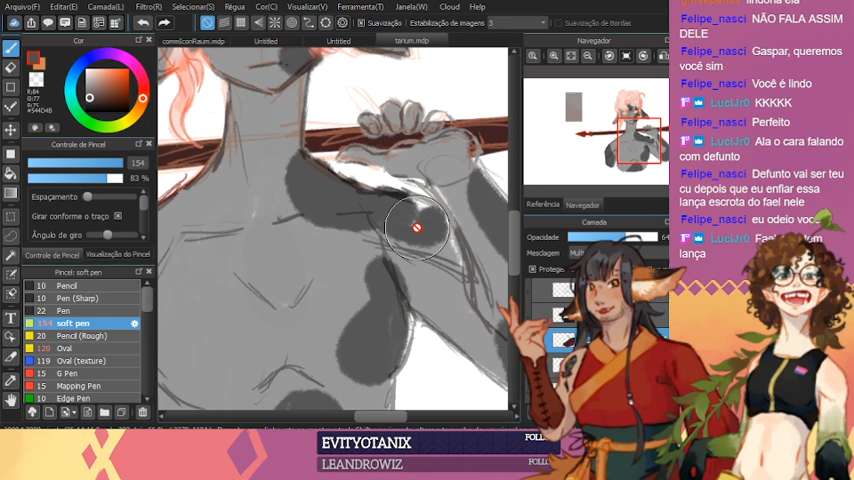 Arquivo(F)
Filtro(R)
Selecionar(S)
Visualizar(V)
Ferramenta(T)
Janela(W)
Cloud
Help
Suavização
Estabilização de imagens
3
Suavização de Bordas
commIconRaum.mdp
Untitled
Untitled
tarium.mdp
Cor
R:84
G:77
#544D4B
Controle de Pincel
154
83 %
Espaçamento
Girar conforme o traço
Ângulo de giro
Controle de Pincel
Visualização do Pincel
Pincel: soft pen
10 Pencil
10 Pen (Sharp)
22 Pen
154 soft pen
20 Pencil (Rough)
120 Oval
119 Oval (texture)
15 G Pen
15 Mapping Pen
10 Edge Pen
Navegador
Referência
Navegador
Camada
Opacidade
Mesclagem
Felipe_nasci NÃO FALA ASSIM
DELE
Felipe_nasci Gaspar, queremos
você sim
Felipe_nasci Você é lindo
LuciJr0 KKKKK
Felipe_nasci Perfeito
LuciJr0 Ala o cara falando
com defunto
Felipe_nasci Defunto vai ser teu
cu depois que eu enfiar essa
lança escrota do fael nele
Felipe_nasci eu odeio você
LuciJr0
lança
EVITYOTANIX
LEANDROWIZ